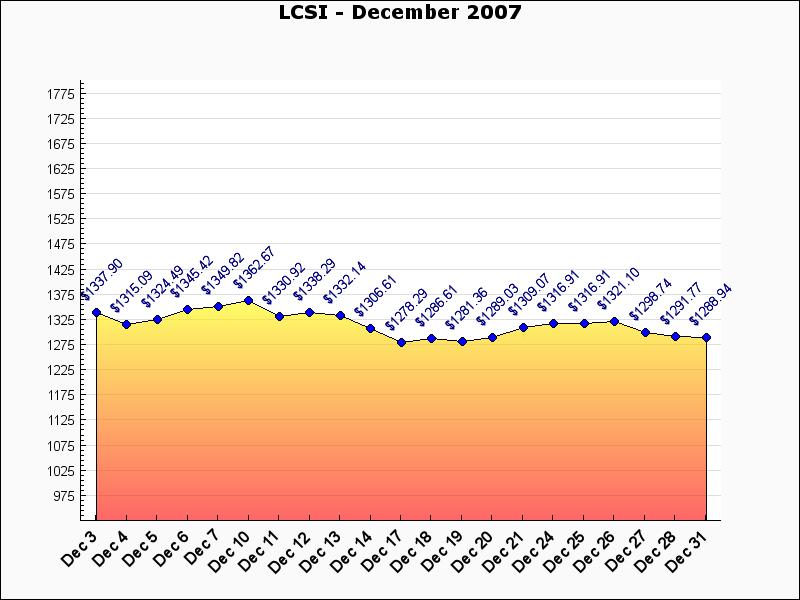 LCSI - December 2007
1775
1725
1675
1625
1575
1525
1475
1425
1375
1325
1275
1225
1175
1125
1075
1025
975
$1337.90
$1315.09
$1324.49
$1345.42
$1349.82
$1362.67
$1330.92
$1338.29
$1332.14
$1306.61
$1278.29
$1286.61
$1281.36
$1289.03
$1309.07
$1316.91
$1316.91
$1321.10
$1298.74
$1291.77
$1288.94
Dec 3
Dec 4
Dec 5
Dec 6
Dec 7
Dec 10
Dec 11
Dec 12
Dec 13
Dec 14
Dec 17
Dec 18
Dec 19
Dec 20
Dec 21
Dec 24
Dec 25
Dec 26
Dec 27
Dec 28
Dec 31